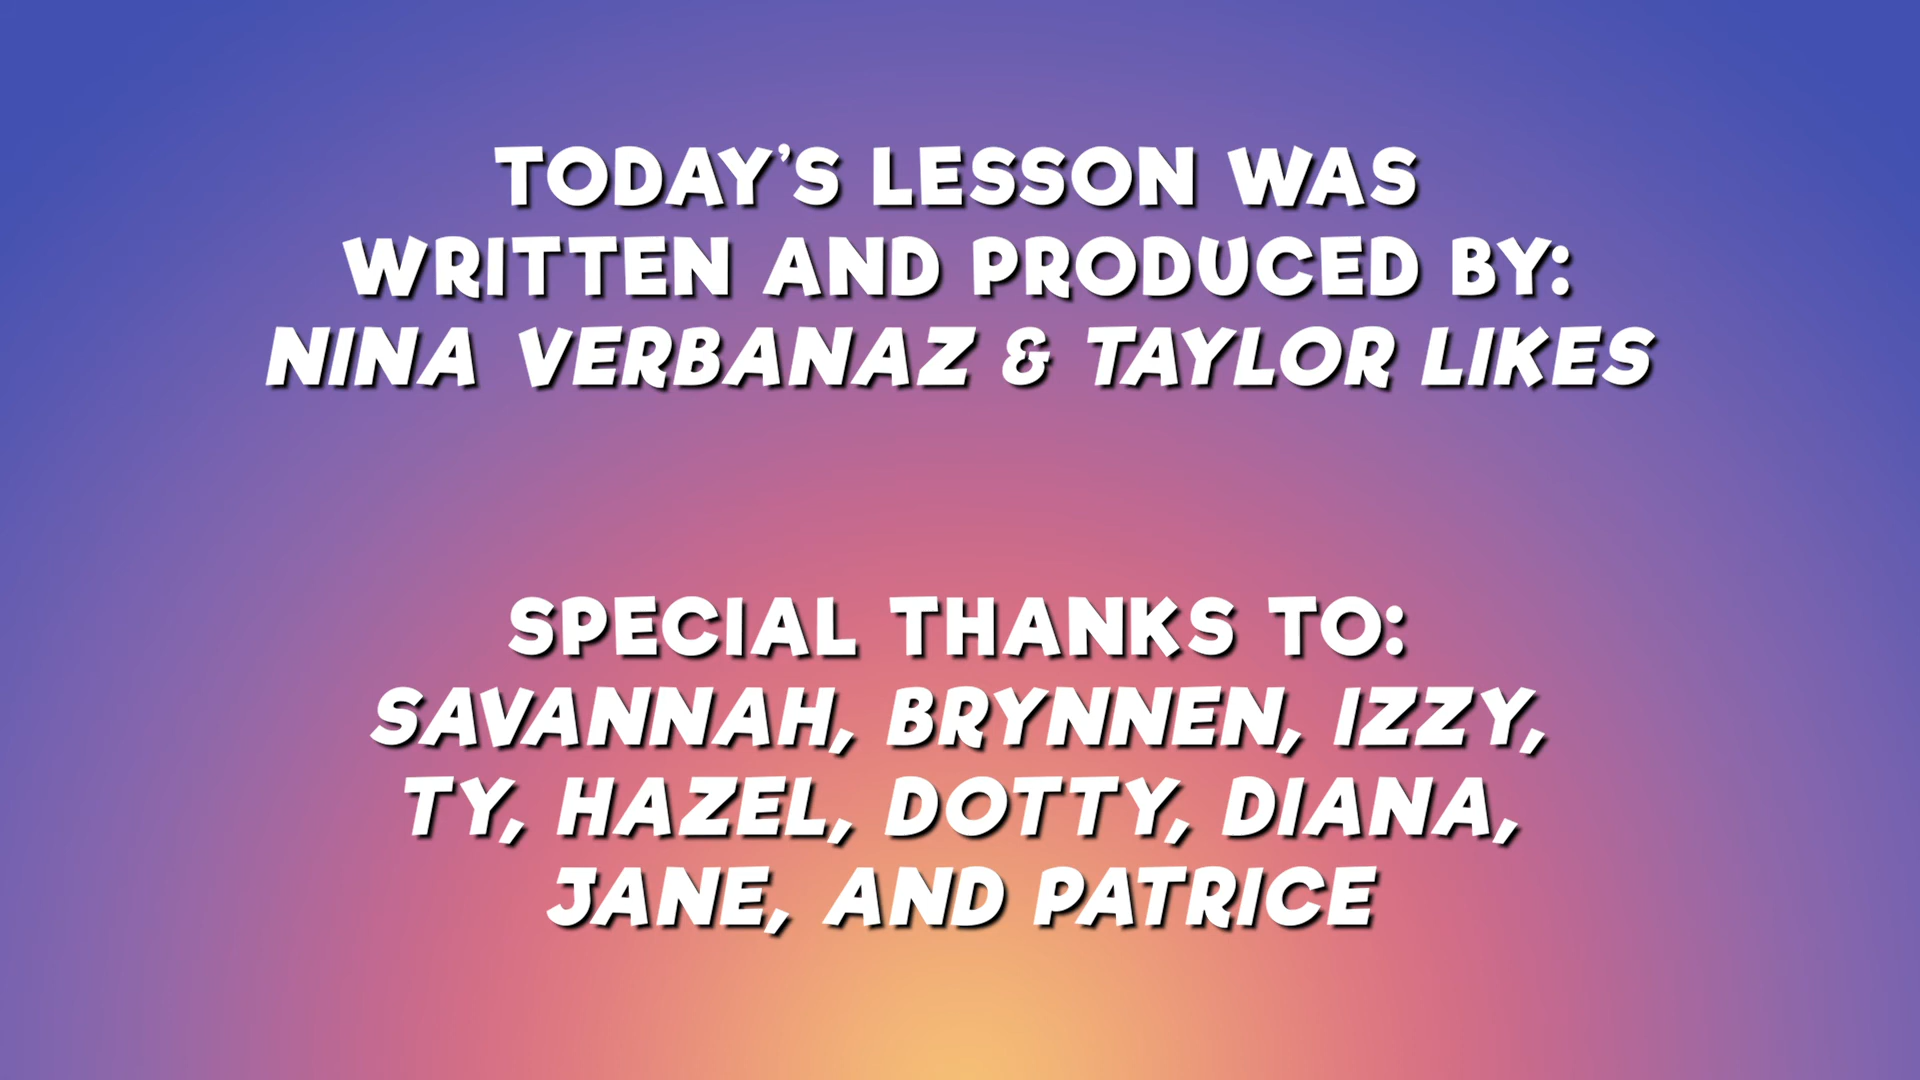 TODAY'S LESSON WAS
WRITTEN AND PRODUCED BY:
NINA VERBANAZ & TAYLOR LIKES
SPECIAL THANKS TO:
SAVANNAH, BRYNNEN, IZZY,
TY, HAZEL, DOTTY, DIANA,
JANE, AND PATRICE